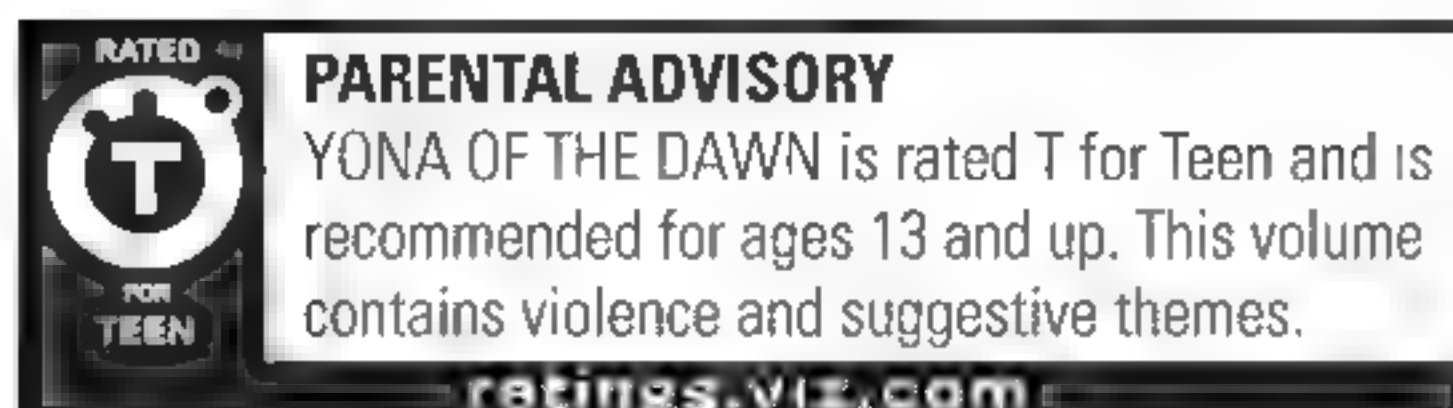 RATED
T
FOR
TEEN
PARENTAL ADVISORY
YONA OF THE DAWN is rated T for Teen and is
recommended for ages 13 and up. This volume
contains violence and suggestive themes.
ratings.viz.com